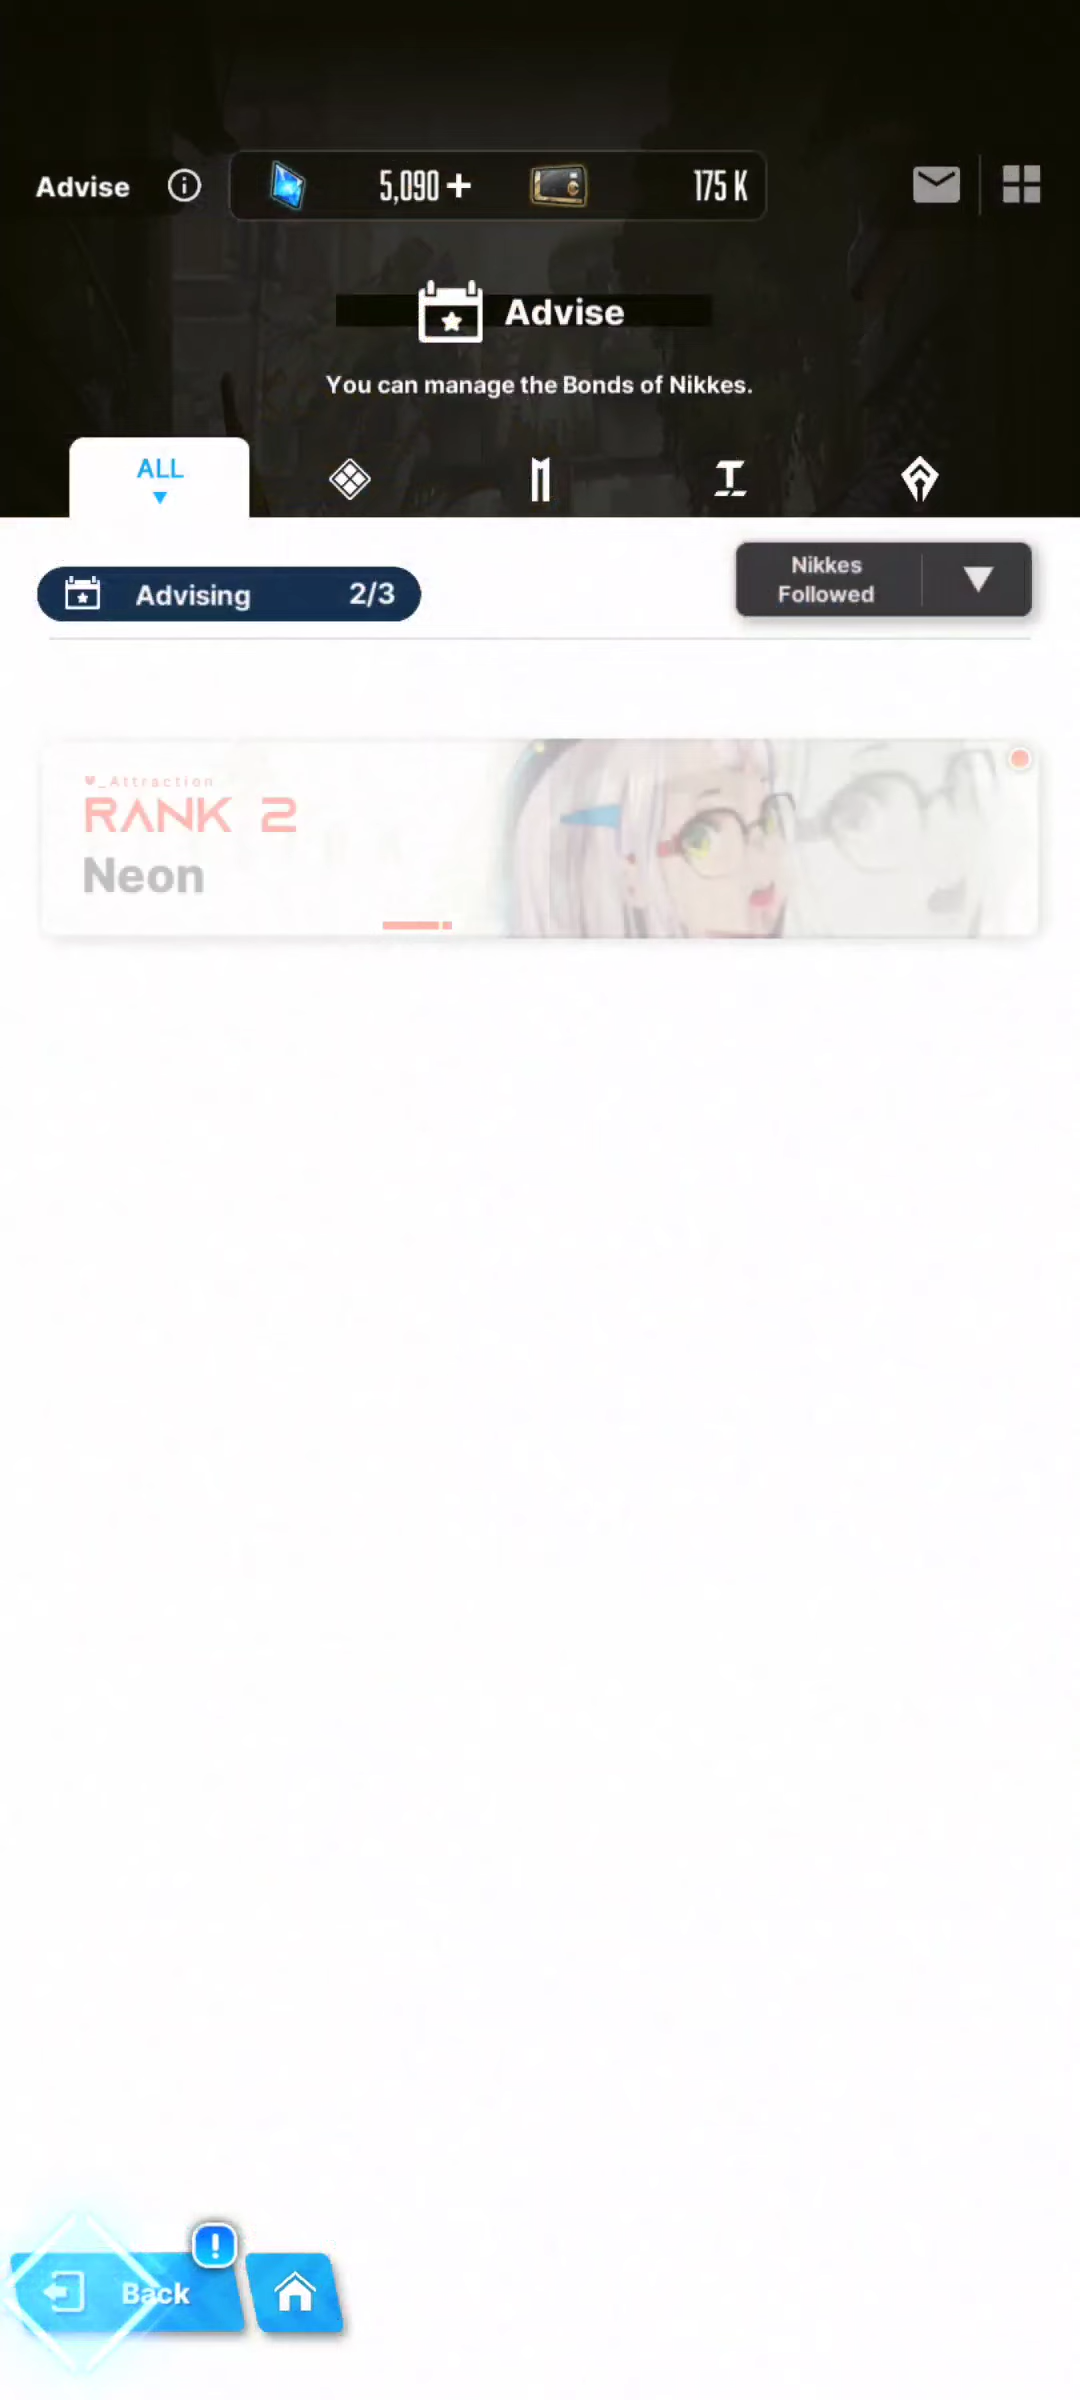 Advise
5,090
175 K
Advise
You can manage the Bonds of Nikkes.
ALL
Advising 2/3
Nikkes
Followed
_Attraction
RANK 2
Neon
Back